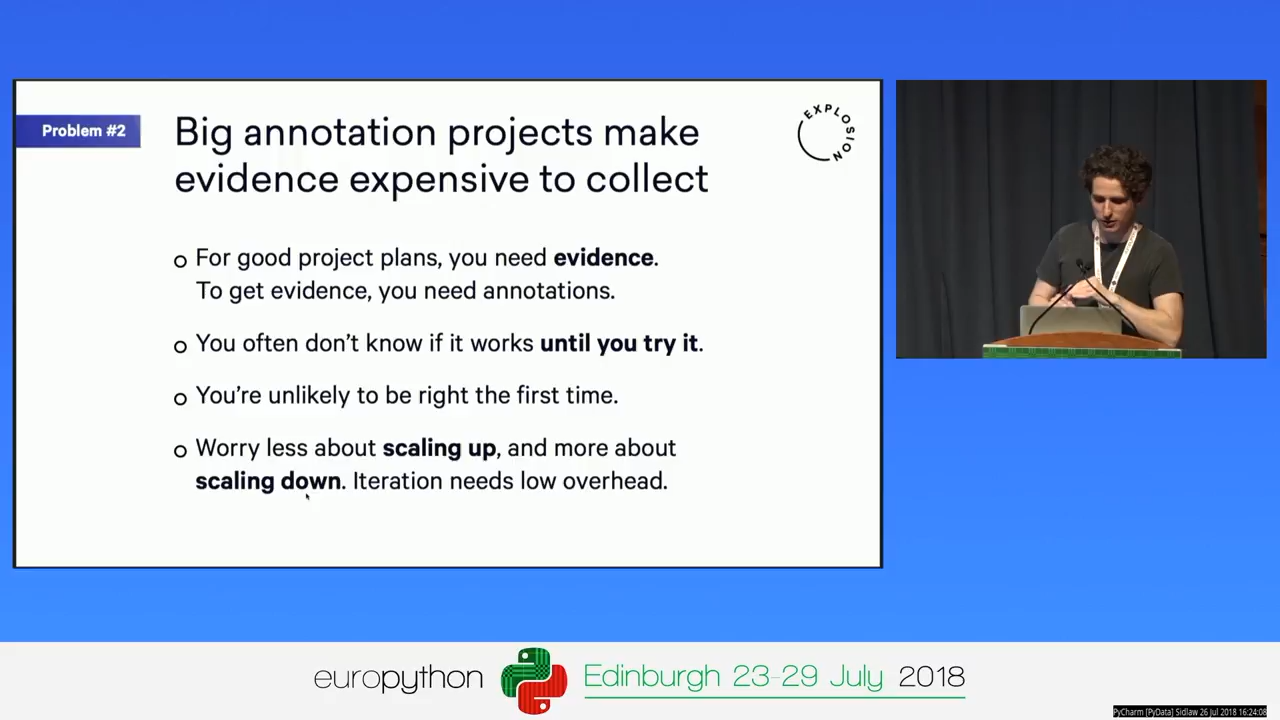 Problem #2
Big annotation projects make
evidence expensive to collect
EXPLOSION
For good project plans, you need evidence.
To get evidence, you need annotations.
You often don't know if it works until you try it.
You're unlikely to be right the first time.
Worry less about scaling up, and more about
scaling down. Iteration needs low overhead.
europython Edinburgh 23-29 July 2018
PyCharm [PyData] Sidlaw 26 Jul 2018 16:24:08